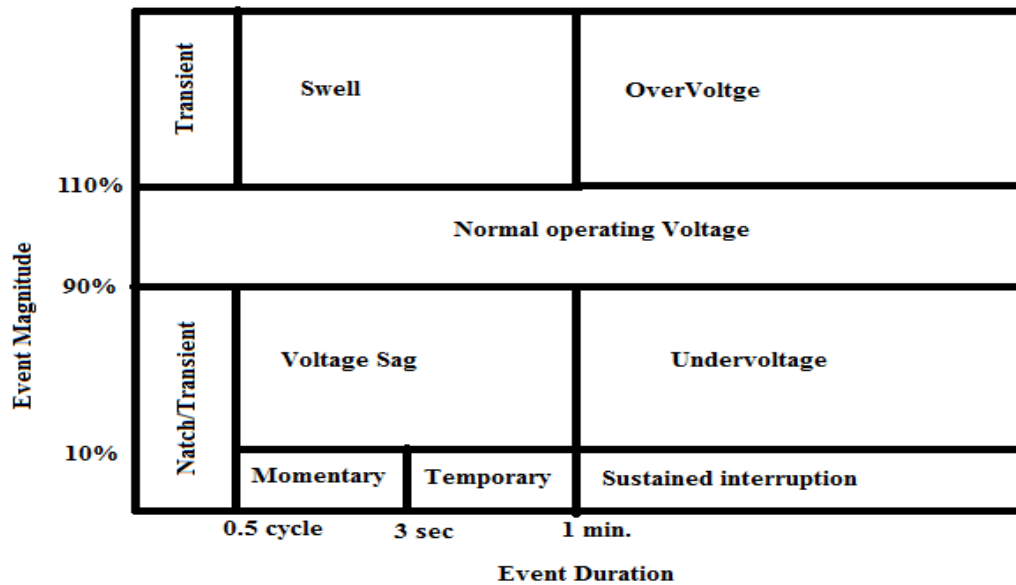 Transient
Swell
OverVoltge
110%
Normal operating Voltage
Event Magnitude
90%
Natch/Transient
Voltage Sag
Undervoltage
10%
Momentary
Temporary
Sustained interruption
0.5 cycle
3 sec
1 min.
Event Duration